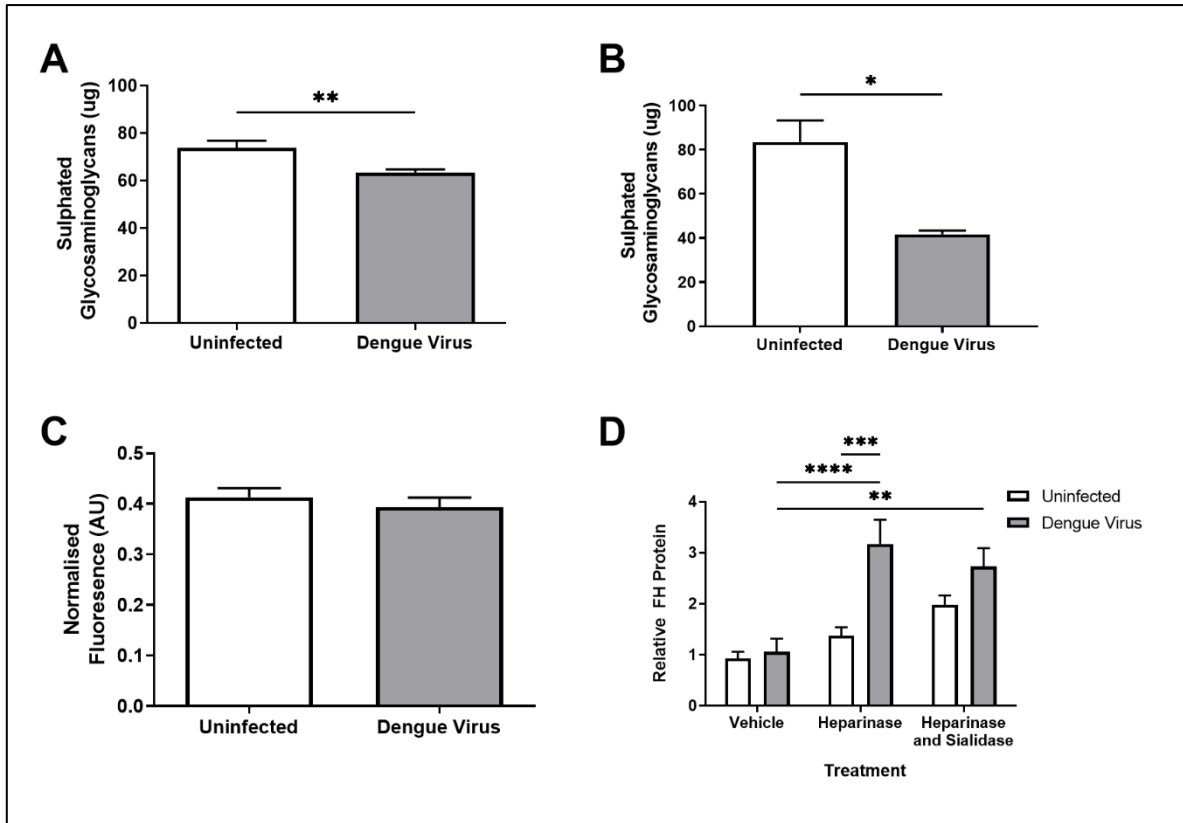 A
Sulphated
Glycosaminoglycans (ug)
100
80
60
40
20
0
**
Uninfected
Dengue Virus
B
Sulphated
Glycosaminoglycans (ug)
100
80
60
40
20
0
*
Uninfected
Dengue Virus
C
Normalised
Fluoresence (AU)
0.5
0.4
0.3
0.2
0.1
0.0
Uninfected
Dengue Virus
D
Relative FH Protein
4
3
2
1
0
***
****
**
Uninfected
Dengue Virus
Vehicle
Heparinase
Heparinase
and Sialidase
Treatment